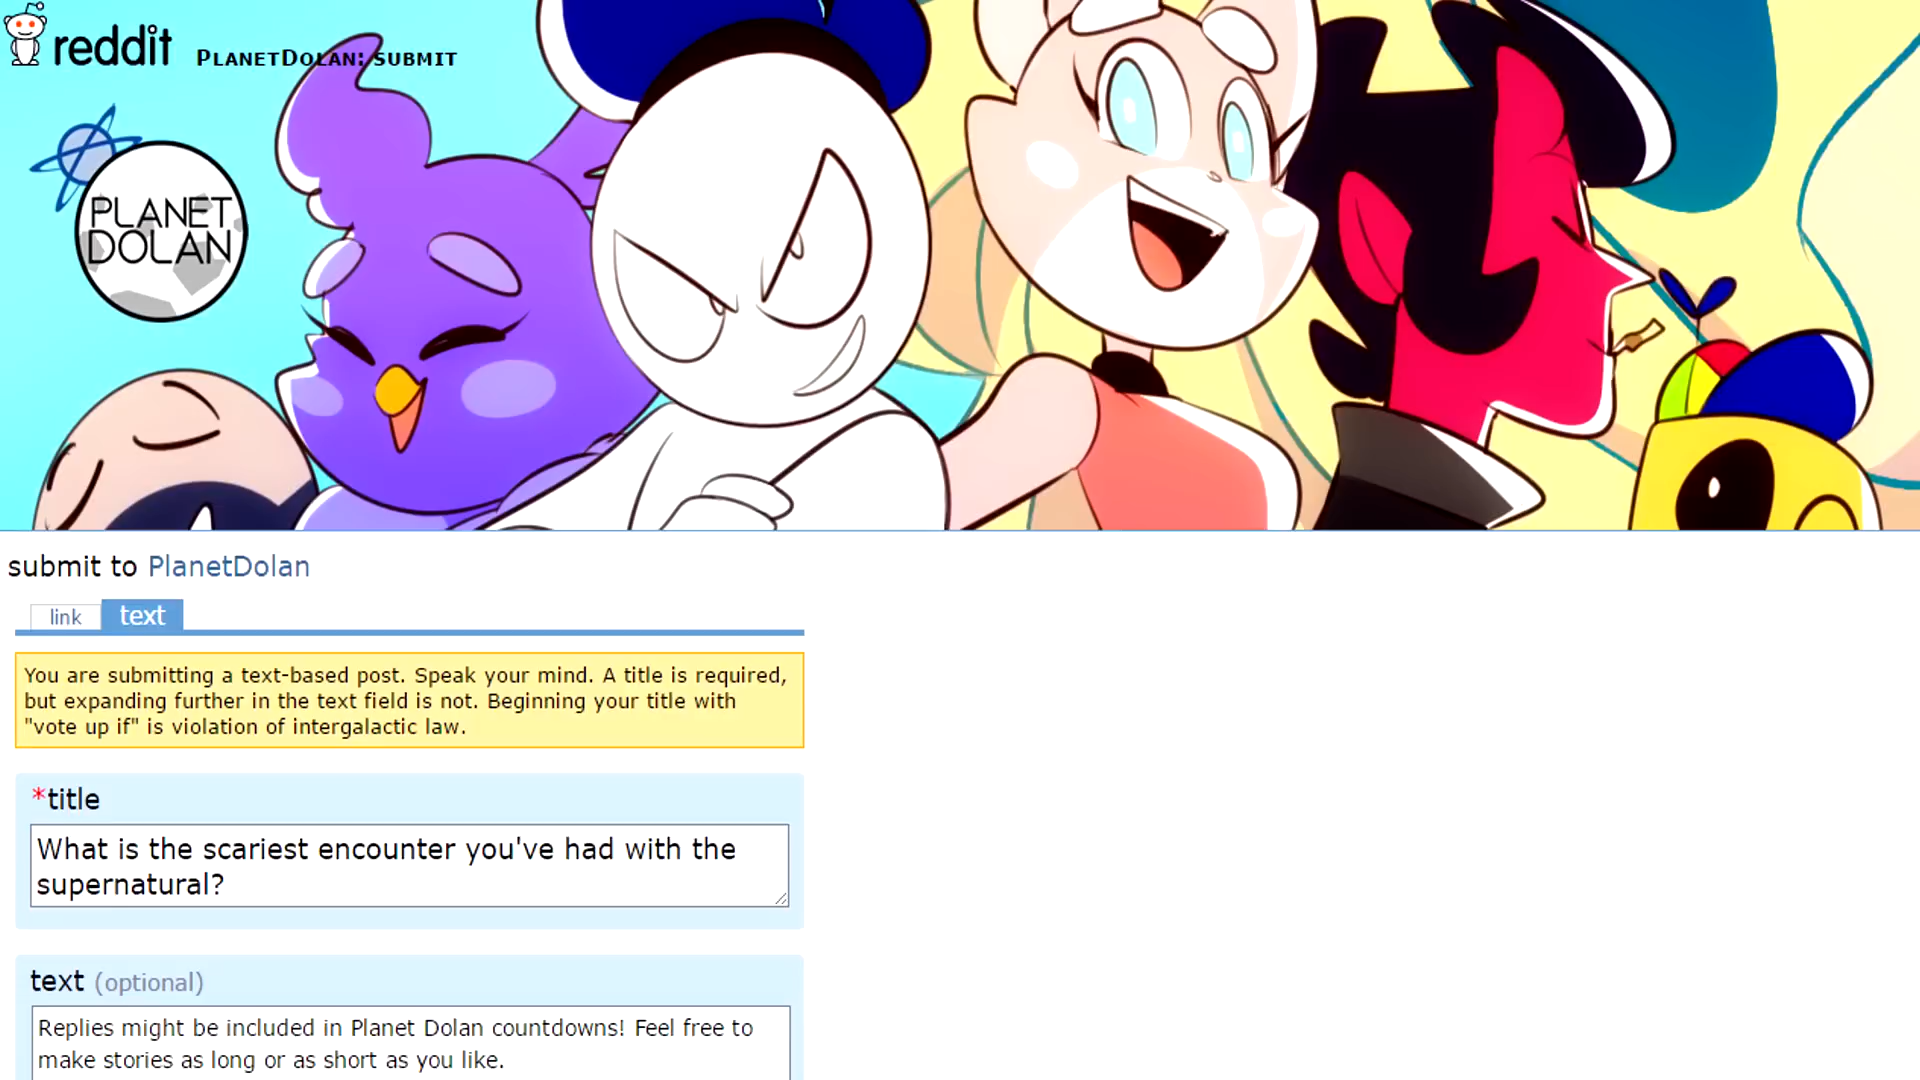 reddit PlanetDolan: submit
PLANET
DOLAN
submit to PlanetDolan
link text
You are submitting a text-based post. Speak your mind. A title is required,
but expanding further in the text field is not. Beginning your title with
"vote up if" is violation of intergalactic law.
*title
What is the scariest encounter you've had with the
supernatural?
text (optional)
Replies might be included in Planet Dolan countdowns! Feel free to
make stories as long or as short as you like.